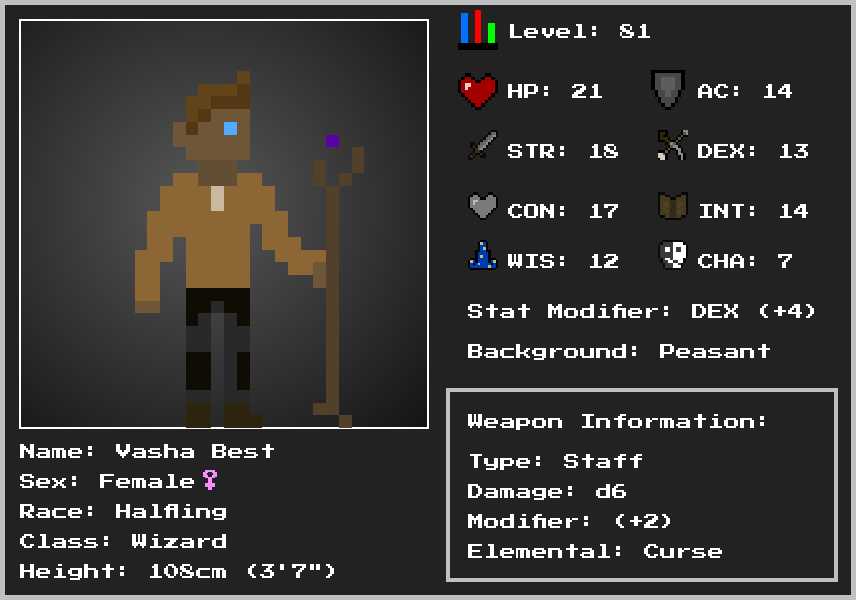 Level: 81
HP: 21 AC: 14
STR: 18 DEX: 13
CON: 17 INT: 14
WIS: 12 CHA: 7
Stat Modifier: DEX (+4)
Background: Peasant
Weapon Information:
Type: Staff
Damage: d6
Modifier: (+2)
Elemental: Curse
Name: Vasha Best
Sex: Female♀
Race: Halfling
Class: Wizard
Height: 108cm (3'7")